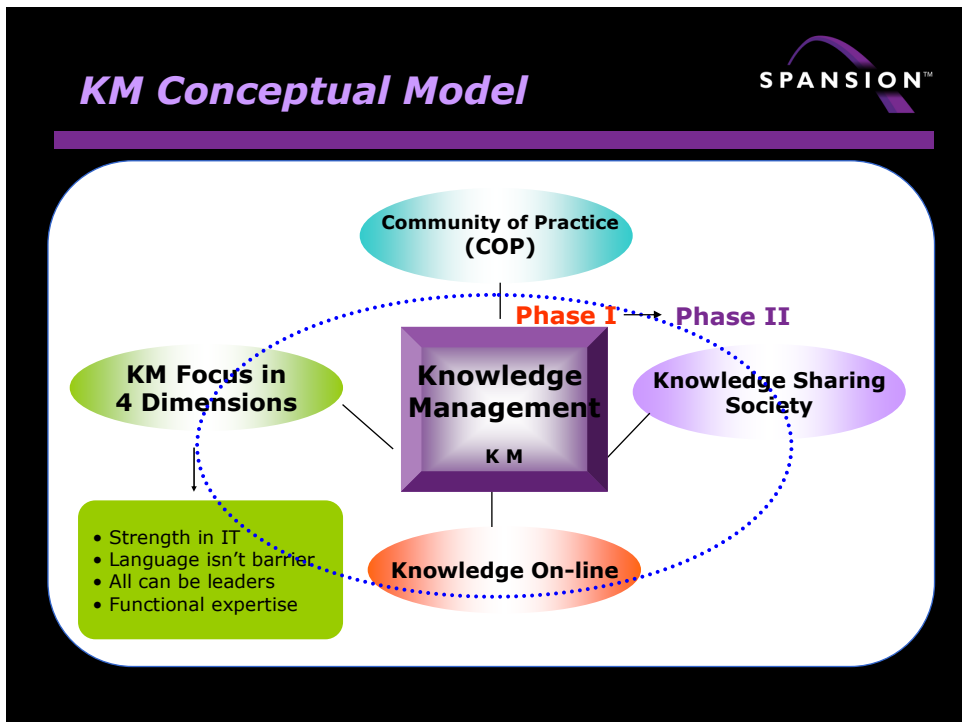 KM Conceptual Model
SPANSION™
Community of Practice
(COP)
Phase I
Phase II
KM Focus in
4 Dimensions
Knowledge
Management
K M
Knowledge Sharing
Society
• Strength in IT
• Language isn’t barrier
• All can be leaders
• Functional expertise
Knowledge On-line